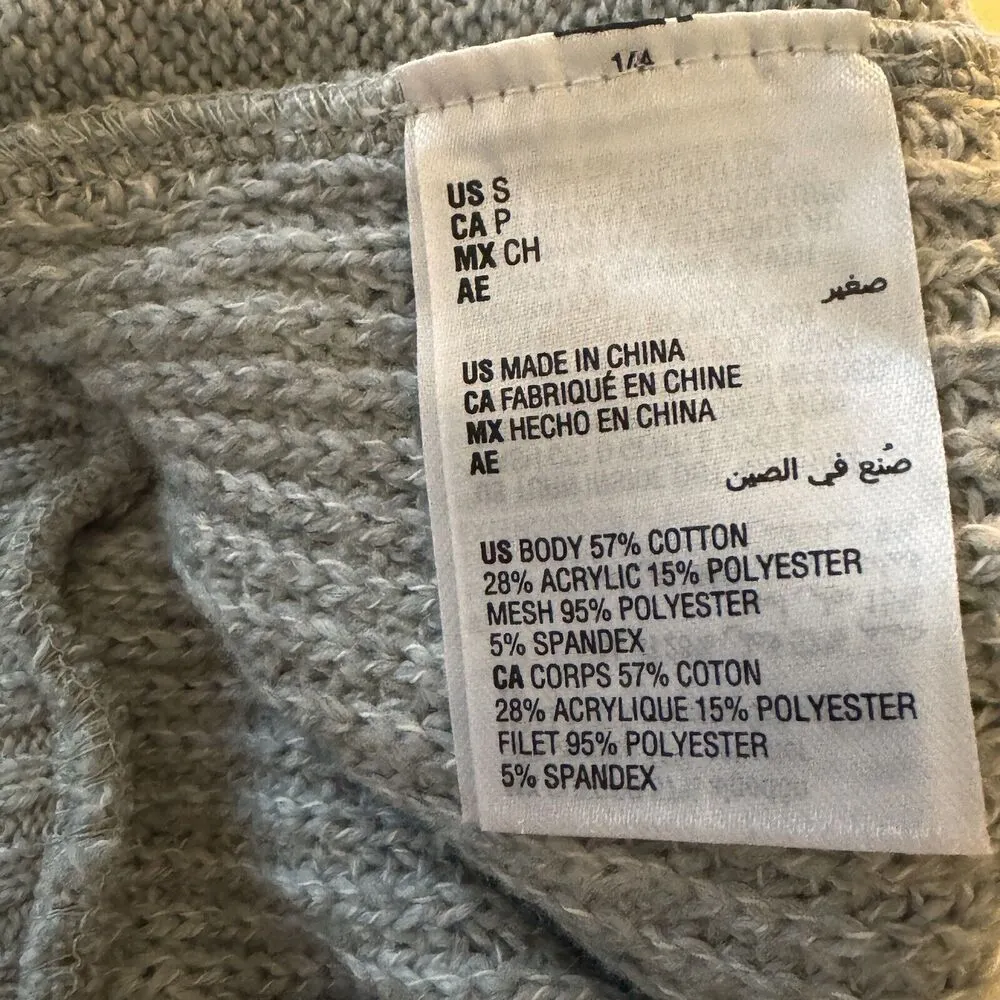 1/4
US S
CA P
MX CH
AE صغير
US MADE IN CHINA
CA FABRIQUÉ EN CHINE
MX HECHO EN CHINA
AE صُنع في الصين
US BODY 57% COTTON
28% ACRYLIC 15% POLYESTER
MESH 95% POLYESTER
5% SPANDEX
CA CORPS 57% COTON
28% ACRYLIQUE 15% POLYESTER
FILET 95% POLYESTER
5% SPANDEX